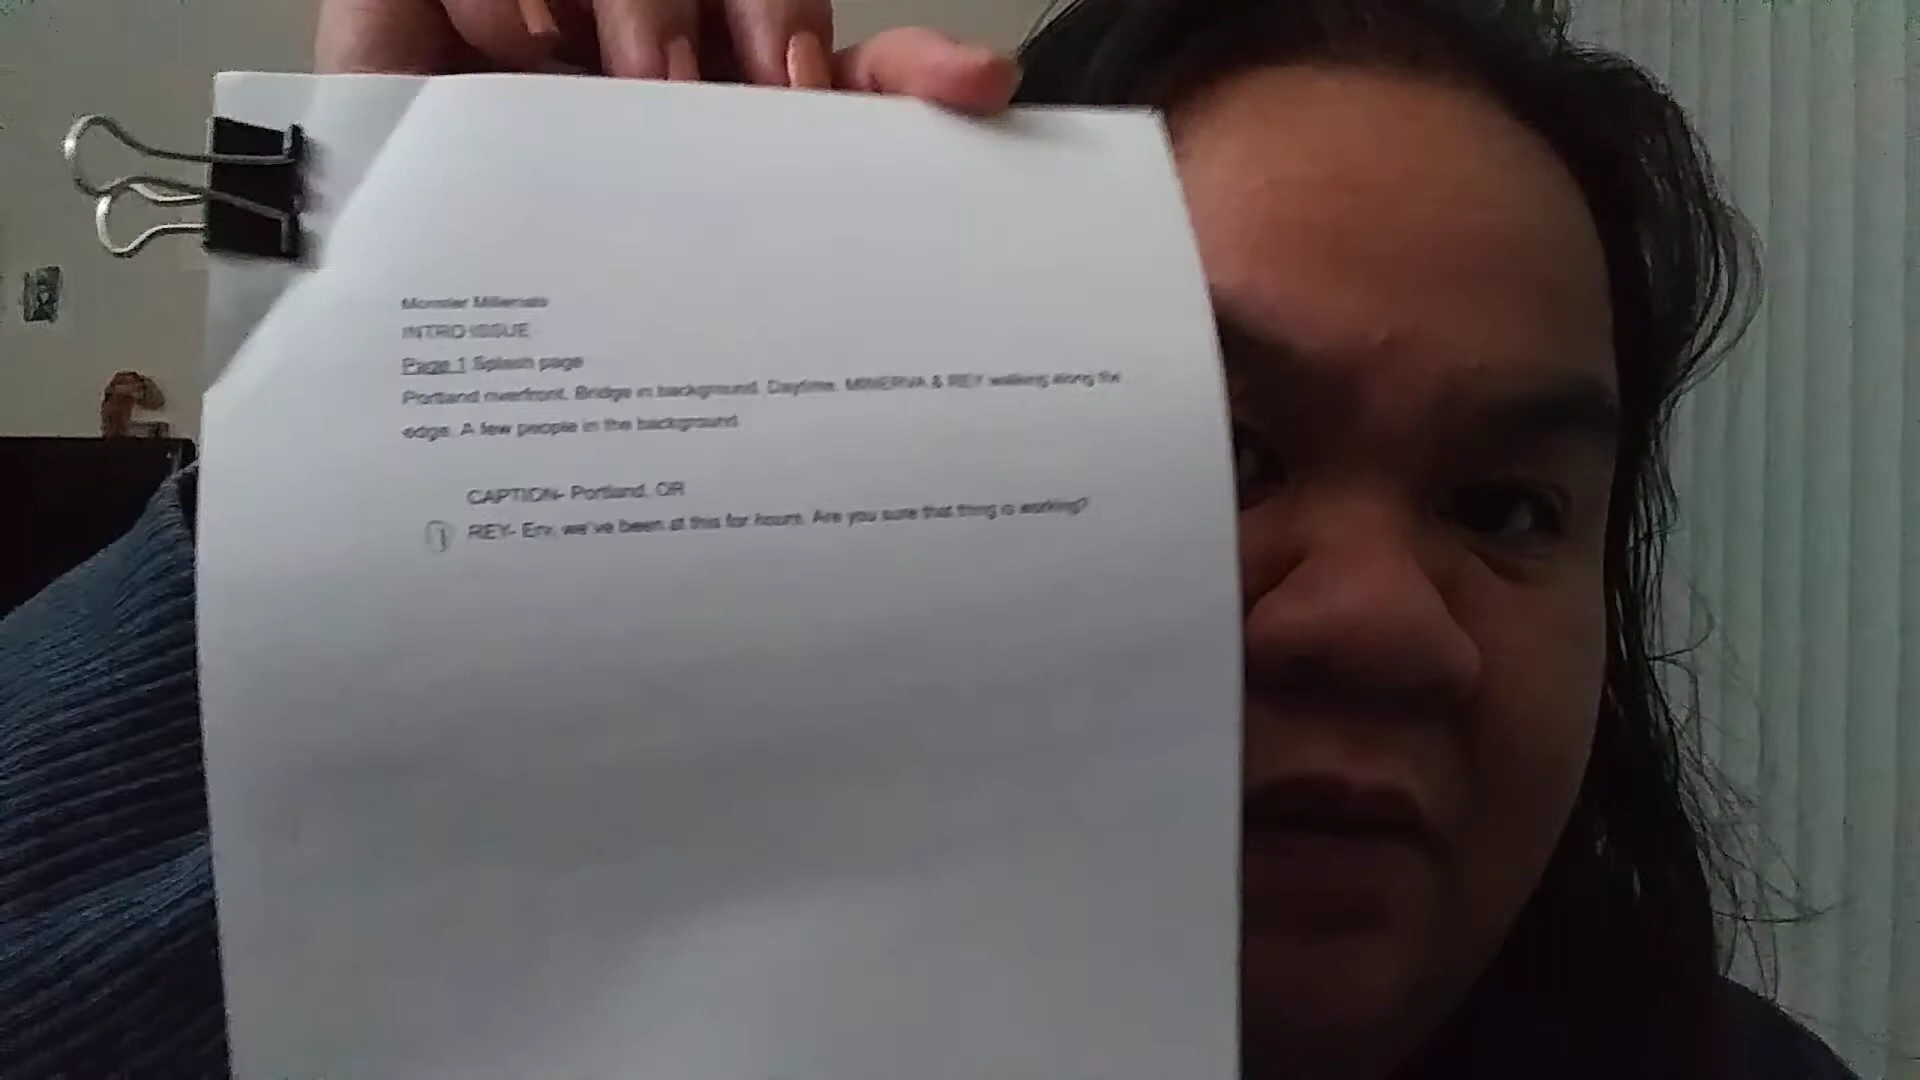 Monster Millennials
INTRO ISSUE
Page 1 Splash page
Portland riverfront. Bridge in background. Daytime. MINERVA & REY walking along the
edge. A few people in the background.
CAPTION- Portland, OR
1 REY- we've been at this for hours. Are you sure that thing is working?